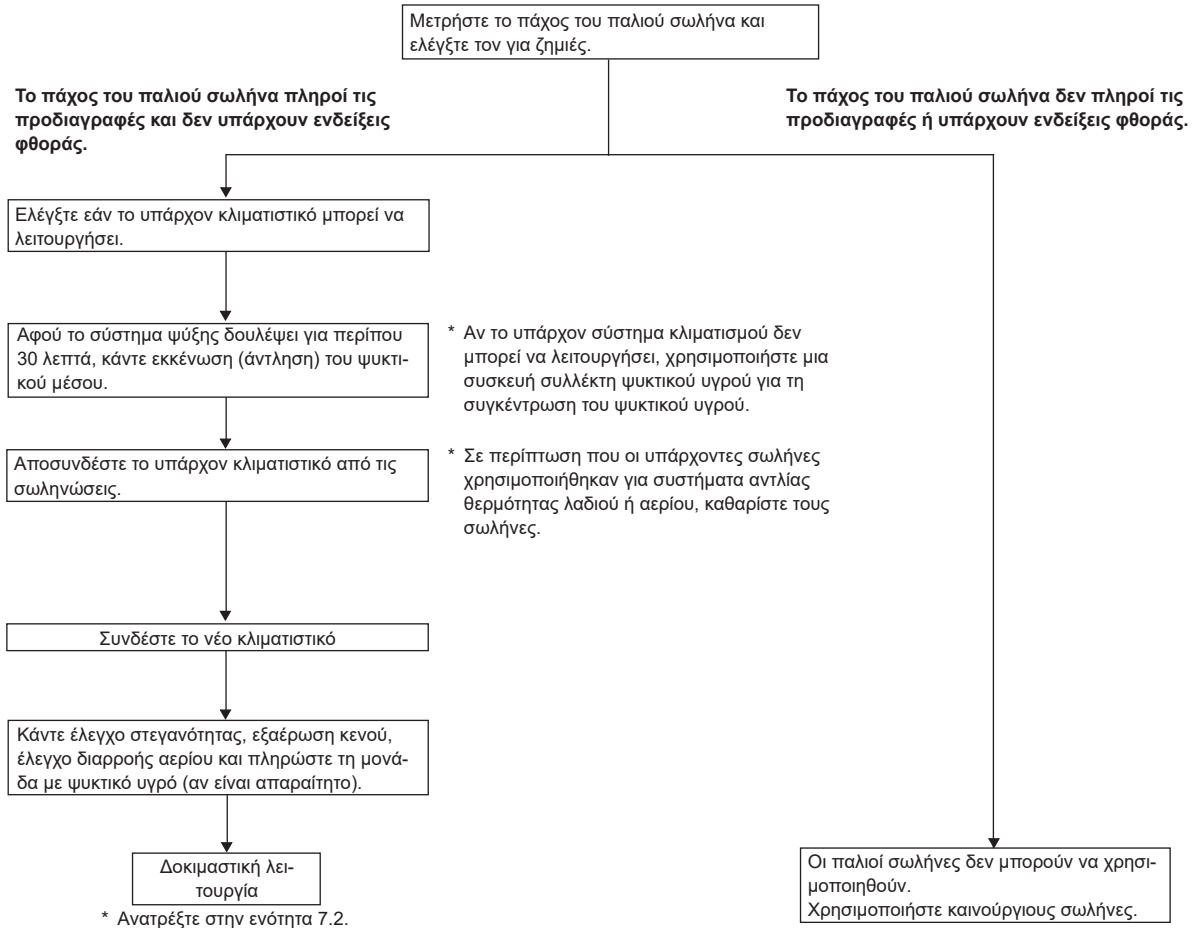 Μετρήστε το πάχος του παλιού σωλήνα και
ελέγξτε τον για ζημιές.
Το πάχος του παλιού σωλήνα πληροί τις
προδιαγραφές και δεν υπάρχουν ενδείξεις
φθοράς.
Το πάχος του παλιού σωλήνα δεν πληροί τις
προδιαγραφές ή υπάρχουν ενδείξεις φθοράς.
Ελέγξτε εάν το υπάρχον κλιματιστικό μπορεί να
λειτουργήσει.
Αφού το σύστημα ψύξης δουλέψει για περίπου
30 λεπτά, κάντε εκκένωση (άντληση) του ψυκτι-
κού μέσου.
* Αν το υπάρχον σύστημα κλιματισμού δεν
μπορεί να λειτουργήσει, χρησιμοποιήστε μια
συσκευή συλλέκτη ψυκτικού υγρού για τη
συγκέντρωση του ψυκτικού υγρού.
Αποσυνδέστε το υπάρχον κλιματιστικό από τις
σωληνώσεις.
* Σε περίπτωση που οι υπάρχοντες σωλήνες
χρησιμοποιήθηκαν για συστήματα αντλίας
θερμότητας λαδιού ή αερίου, καθαρίστε τους
σωλήνες.
Συνδέστε το νέο κλιματιστικό
Κάντε έλεγχο στεγανότητας, εξαέρωση κενού,
έλεγχο διαρροής αερίου και πληρώστε τη μονά-
δα με ψυκτικό υγρό (αν είναι απαραίτητο).
Δοκιμαστική λει-
τουργία
* Ανατρέξτε στην ενότητα 7.2.
Οι παλιοί σωλήνες δεν μπορούν να χρησι-
μοποιηθούν.
Χρησιμοποιήστε καινούργιους σωλήνες.